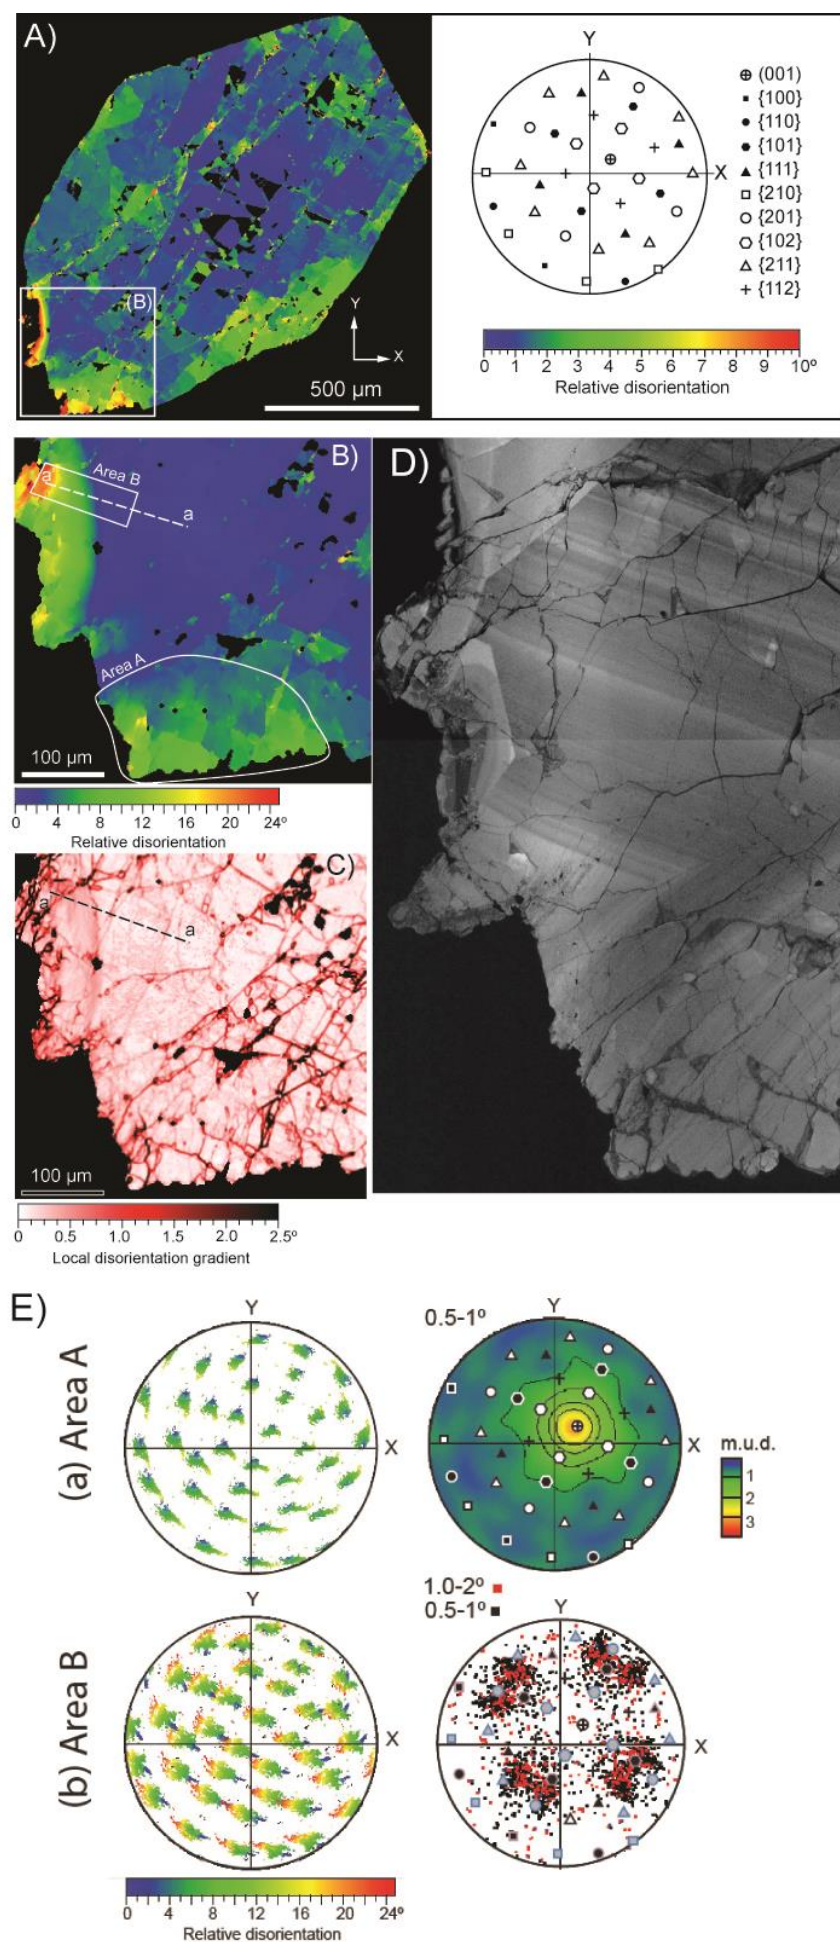 A)
(B)
Y
X
500 µm
Y
X
(001)
{100}
{110}
{101}
{111}
{210}
{201}
{102}
{211}
{112}
0 1 2 3 4 5 6 7 8 9 10º
Relative disorientation
B)
Area B
a
a
Area A
100 µm
0 4 8 12 16 20 24º
Relative disorientation
C)
a
a
100 µm
0 0.5 1.0 1.5 2.0 2.5º
Local disorientation gradient
D)
E)
(a) Area A
Y
X
0.5-1º
Y
X
m.u.d.
1
2
3
(b) Area B
Y
X
1.0-2º
0.5-1º
Y
X
0 4 8 12 16 20 24º
Relative disorientation